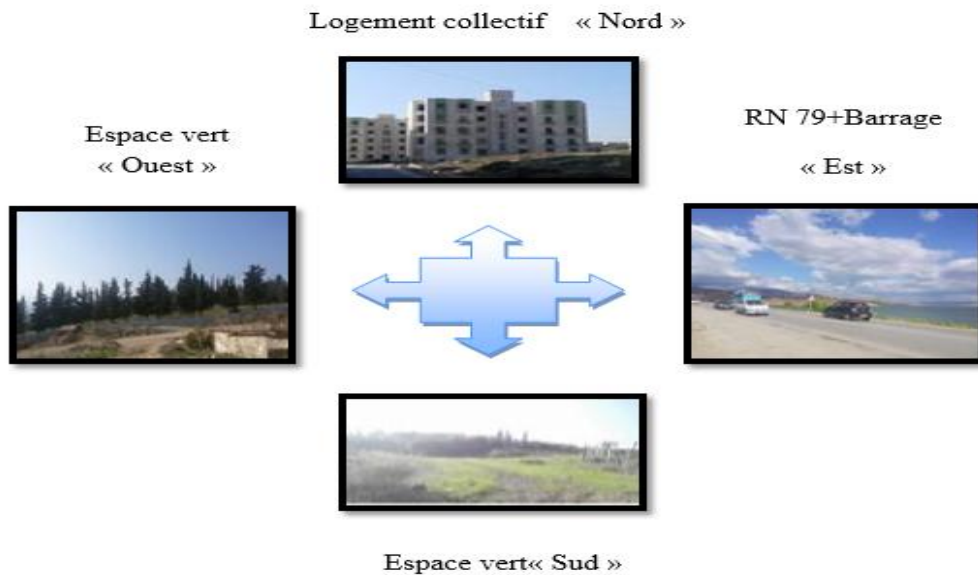 Logement collectif « Nord »
Espace vert
« Ouest »
RN 79+Barrage
« Est »
Espace vert« Sud »